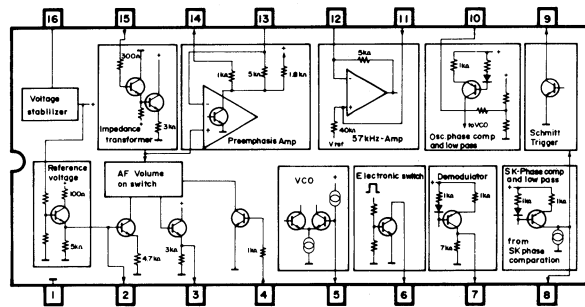 16
15
14
13
12
11
10
9
300Ω
3kΩ
Impedance
transformer
1kΩ
5kΩ
1.8kΩ
Preemphasis Amp
5kΩ
40kΩ
V ref
57kHz-Amp
1kΩ
to VCO
Osc. phase comp
and low pass
Schmitt
Trigger
Voltage
stabilizer
Reference
voltage
100Ω
5kΩ
AF Volume
on switch
4.7kΩ
3kΩ
1kΩ
VCO
Electronic switch
1kΩ
Demodulator
1kΩ
1kΩ
7kΩ
SK-Phase comp
and low pass
1kΩ
1kΩ
from
SK phase
comparation
1
2
3
4
5
6
7
8